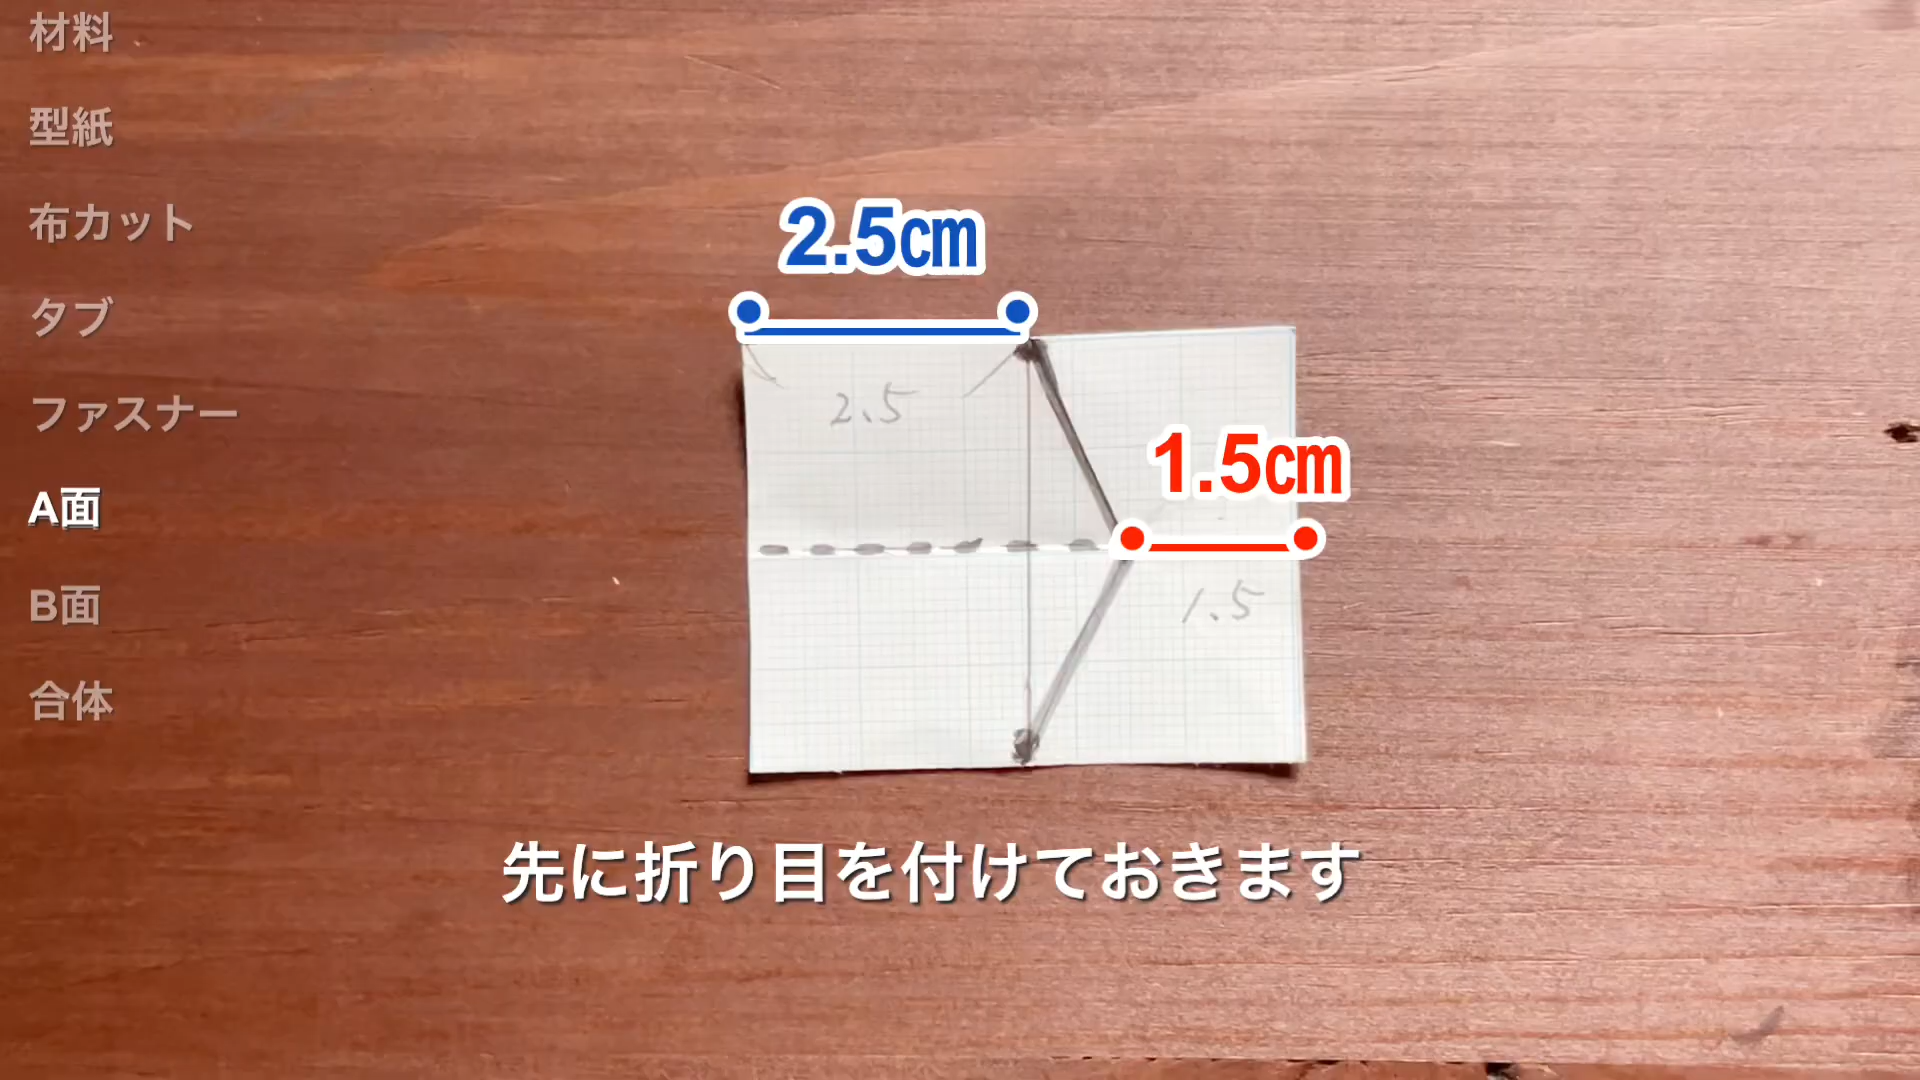 材料
型紙
布カット
タブ
ファスナー
A面
B面
合体
2.5㎝
2.5
1.5㎝
1.5
先に折り目を付けておきます